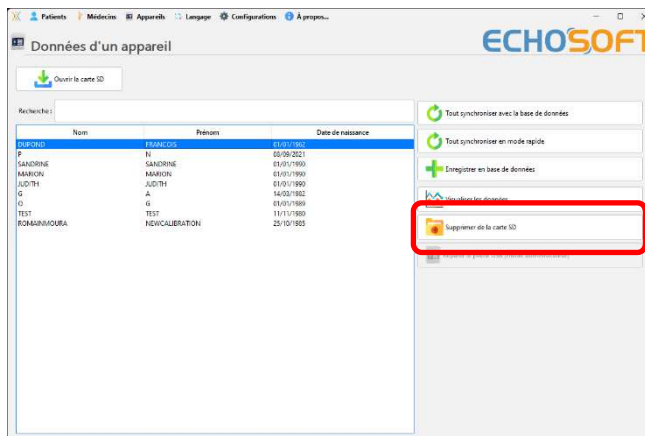 Patients Médecins Appareils Langage Configurations À propos...
Données d'un appareil
ECHOSOFT
Ouvrir la carte SD
Recherche :
Nom Prénom Date de naissance
DUPOND FRANCOIS 01/01/1962
P N 08/09/2021
SANDRINE SANDRINE 01/01/1990
MARION MARION 01/01/1990
JUDITH JUDITH 01/01/1990
G A 14/03/1982
O G 01/01/1989
TEST TEST 11/11/1980
ROMAINMOURA NEWCALIBRATION 25/10/1985
Tout synchroniser avec la base de données
Tout synchroniser en mode rapide
Enregistrer en base de données
Visualiser les données
Supprimer de la carte SD